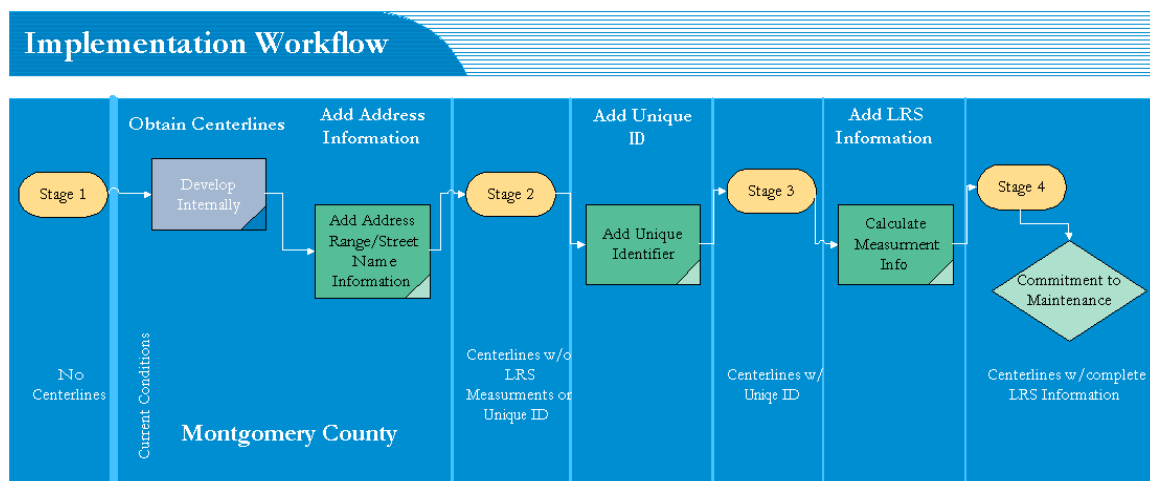 Implementation Workflow
Obtain Centerlines
Add Address
Information
Add Unique
ID
Add LRS
Information
Stage 1
Develop
Internally
Add Address
Range/Street
Name
Information
Stage 2
Add Unique
Identifier
Stage 3
Calculate
Measurment
Info
Stage 4
Commitment to
Maintenance
No
Centerlines
Current Conditions
Centerlines w/o
LRS
Measurments or
Unique ID
Centerlines w/
Uniqe ID
Centerlines w/complete
LRS Information
Montgomery County